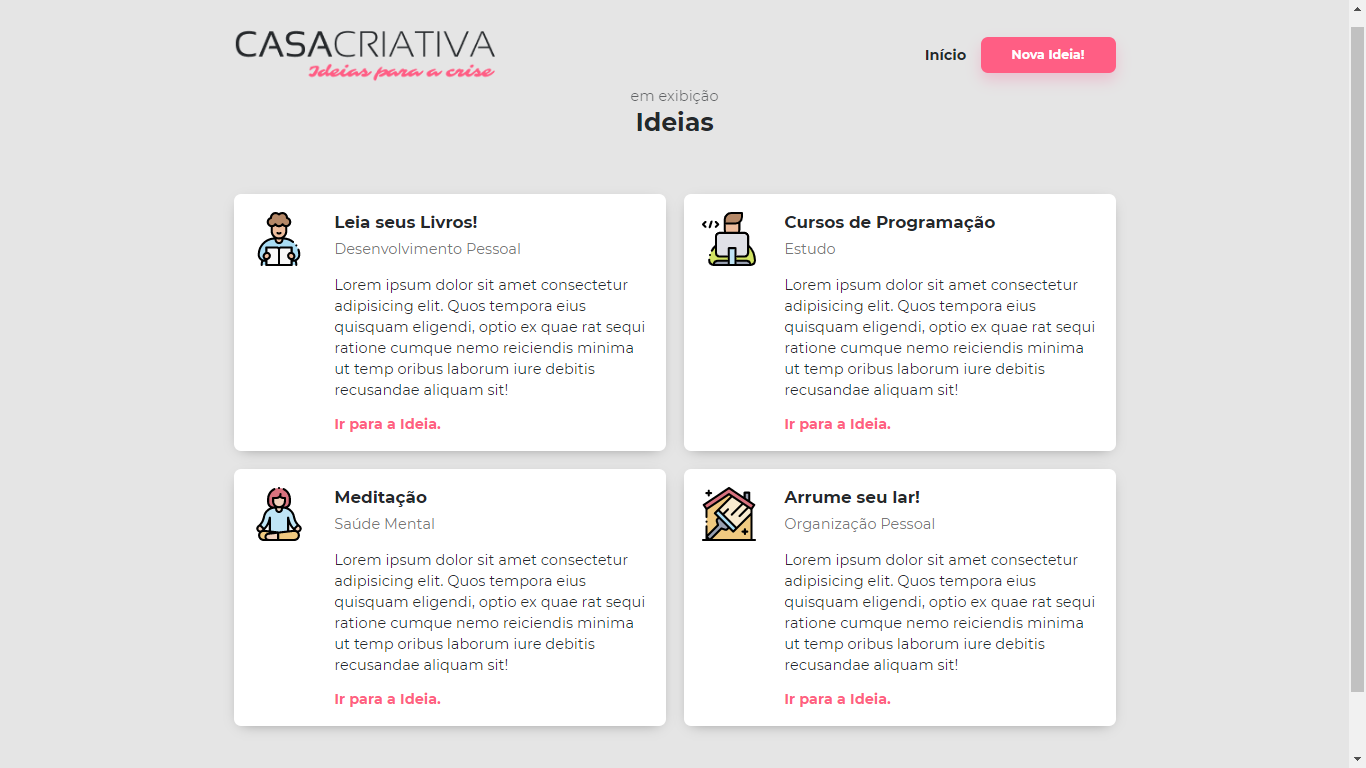 CASACRIATIVA
Ideias para a crise
Início
Nova Ideia!
em exibição
Ideias
Leia seus Livros!
Desenvolvimento Pessoal
Lorem ipsum dolor sit amet consectetur
adipisicing elit. Quos tempora eius
quisquam eligendi, optio ex quae rat sequi
ratione cumque nemo reiciendis minima
ut temp oribus laborum iure debitis
recusandae aliquam sit!
Ir para a Ideia.
Cursos de Programação
Estudo
Lorem ipsum dolor sit amet consectetur
adipisicing elit. Quos tempora eius
quisquam eligendi, optio ex quae rat sequi
ratione cumque nemo reiciendis minima
ut temp oribus laborum iure debitis
recusandae aliquam sit!
Ir para a Ideia.
Meditação
Saúde Mental
Lorem ipsum dolor sit amet consectetur
adipisicing elit. Quos tempora eius
quisquam eligendi, optio ex quae rat sequi
ratione cumque nemo reiciendis minima
ut temp oribus laborum iure debitis
recusandae aliquam sit!
Ir para a Ideia.
Arrume seu lar!
Organização Pessoal
Lorem ipsum dolor sit amet consectetur
adipisicing elit. Quos tempora eius
quisquam eligendi, optio ex quae rat sequi
ratione cumque nemo reiciendis minima
ut temp oribus laborum iure debitis
recusandae aliquam sit!
Ir para a Ideia.